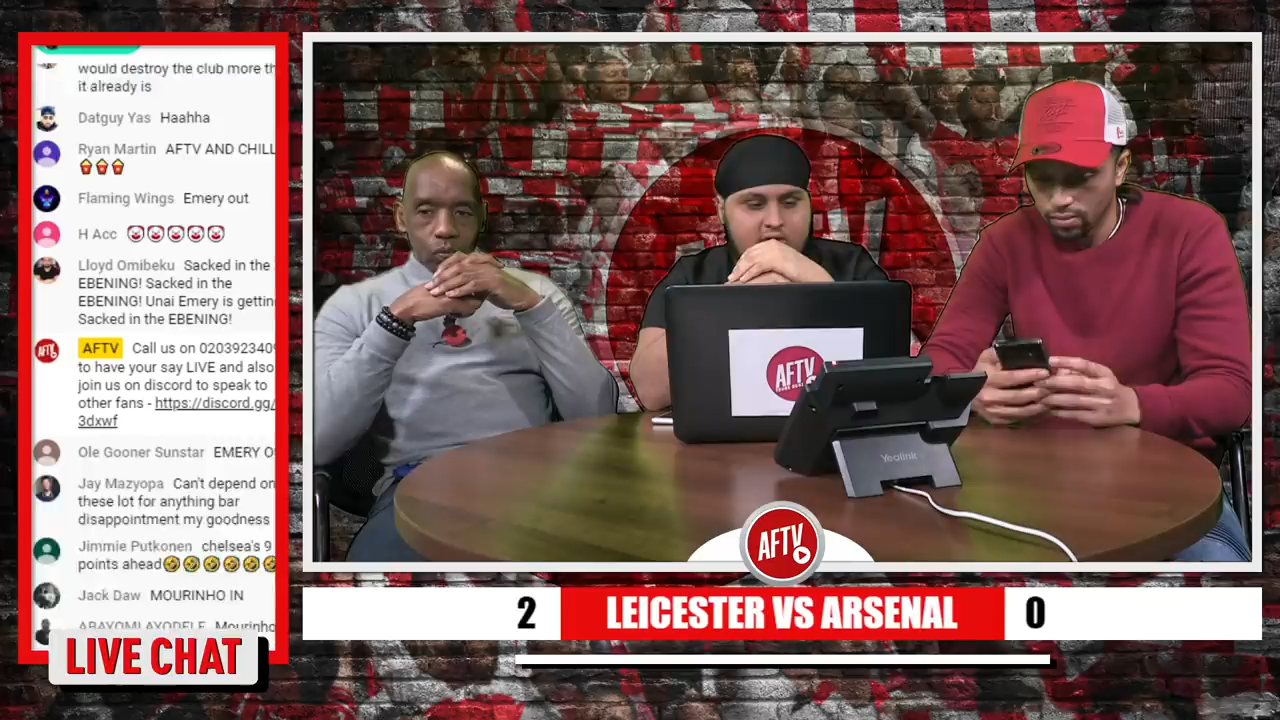 would destroy the club more th
it already is
Datguy Yas Haahha
Ryan Martin AFTV AND CHILL
Flaming Wings Emery out
H Acc
Lloyd Omibeku Sacked in the
EBENING! Sacked in the
EBENING! Unai Emery is gettin
Sacked in the EBENING!
AFTV Call us on 020392340
to have your say LIVE and also
join us on discord to speak to
other fans - https://discord.gg/
3dxwf
Ole Gooner Sunstar EMERY O
Jay Mazyopa Can't depend on
these lot for anything bar
disappointment my goodness
Jimmie Putkonen chelsea's 9
points ahead
Jack Daw MOURINHO IN
ABAYOMI AYODELE Mourinho
LIVE CHAT
AFTV
Yealink
AFTV
2 LEICESTER VS ARSENAL 0